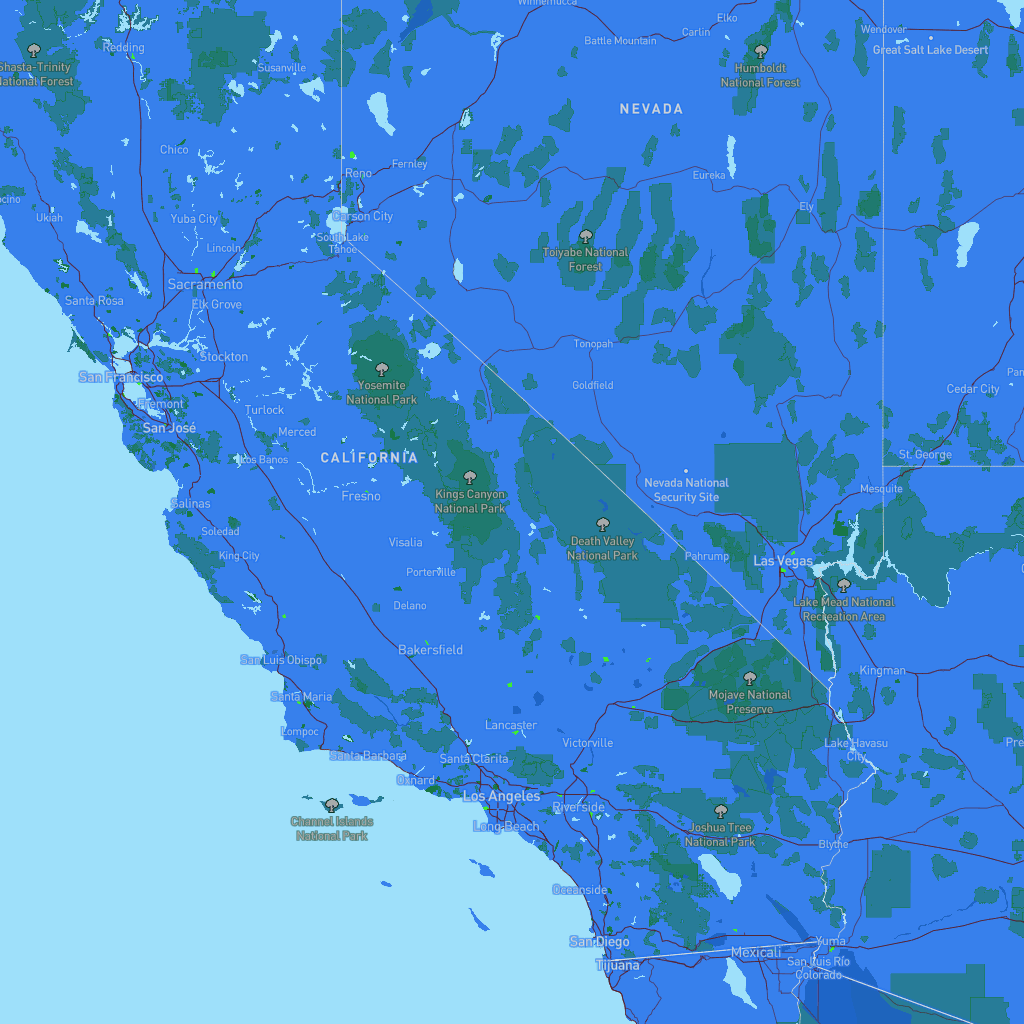 Winnemucca
Elko
Carlin
Wendover
Battle Mountain
Great Salt Lake Desert
Redding
Shasta-Trinity
National Forest
Susanville
Humboldt
National Forest
NEVADA
Chico
Fernley
Reno
Eureka
Ely
Ukiah
Yuba City
Carson City
South Lake
Tahoe
Lincoln
Toiyabe National
Forest
Sacramento
Santa Rosa
Elk Grove
Stockton
Tonopah
San Francisco
Yosemite
National Park
Goldfield
Cedar City
Fremont
Turlock
San José
Merced
CALIFORNIA
Los Banos
St. George
Nevada National
Security Site
Mesquite
Kings Canyon
National Park
Fresno
Salinas
Soledad
King City
Visalia
Death Valley
National Park
Pahrump
Las Vegas
Porterville
Delano
Lake Mead National
Recreation Area
Bakersfield
San Luis Obispo
Kingman
Santa Maria
Mojave National
Preserve
Lompoc
Lancaster
Victorville
Lake Havasu
City
Santa Barbara
Santa Clarita
Oxnard
Los Angeles
Riverside
Channel Islands
National Park
Long Beach
Joshua Tree
National Park
Blythe
Oceanside
San Diego
Yuma
Mexicali
Tijuana
San Luis Río
Colorado